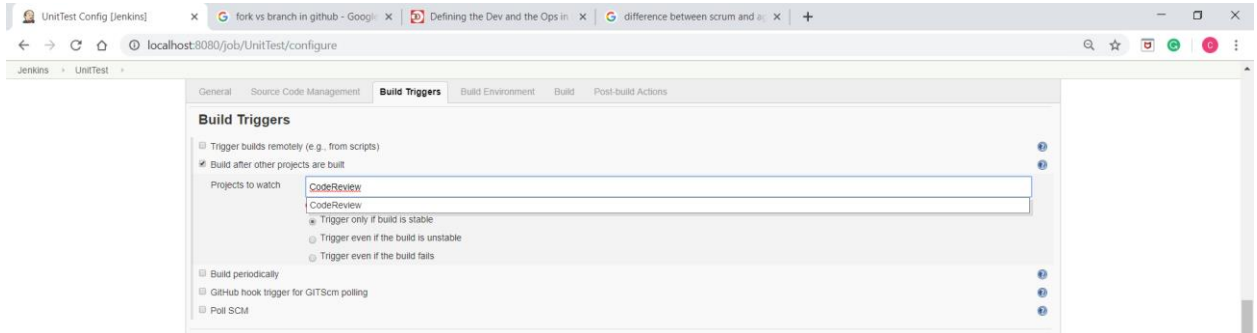 UnitTest Config [Jenkins] fork vs branch in github - Google Defining the Dev and the Ops in difference between scrum and ag
localhost:8080/job/UnitTest/configure
Jenkins UnitTest
General Source Code Management Build Triggers Build Environment Build Post-build Actions
Build Triggers
Trigger builds remotely (e.g., from scripts)
Build after other projects are built
Projects to watch CodeReview
CodeReview
Trigger only if build is stable
Trigger even if the build is unstable
Trigger even if the build fails
Build periodically
GitHub hook trigger for GITScm polling
Poll SCM